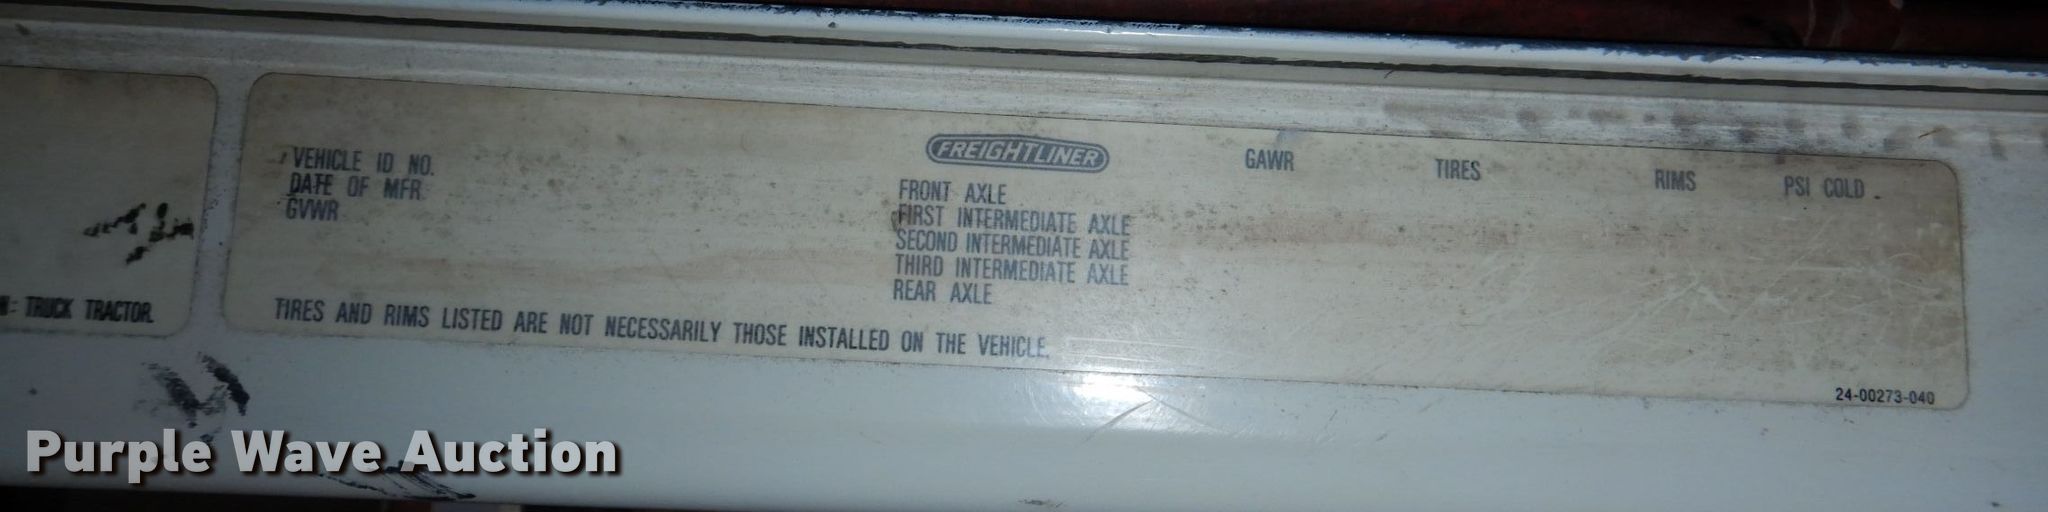 FREIGHTLINER
GAWR TIRES RIMS PSI COLD
VEHICLE ID NO.
DATE OF MFR
GVWR
FRONT AXLE
FIRST INTERMEDIATE AXLE
SECOND INTERMEDIATE AXLE
THIRD INTERMEDIATE AXLE
REAR AXLE
TRUCK TRACTOR
TIRES AND RIMS LISTED ARE NOT NECESSARILY THOSE INSTALLED ON THE VEHICLE.
24-00273-040
Purple Wave Auction